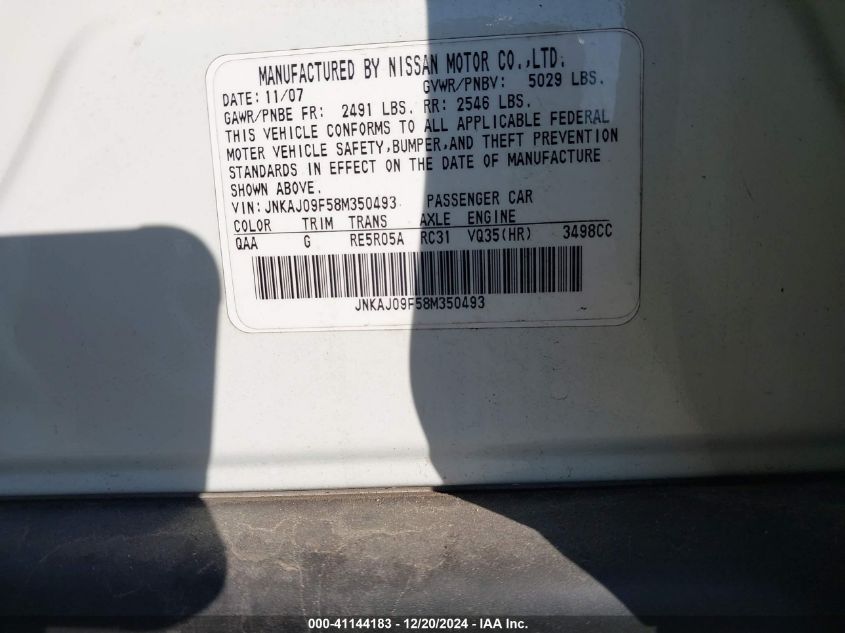 MANUFACTURED BY NISSAN MOTOR CO.,LTD.
DATE: 11/07 GVWR/PNBV: 5029 LBS.
GAWR/PNBE FR: 2491 LBS. RR: 2546 LBS.
THIS VEHICLE CONFORMS TO ALL APPLICABLE FEDERAL
MOTER VEHICLE SAFETY,BUMPER,AND THEFT PREVENTION
STANDARDS IN EFFECT ON THE DATE OF MANUFACTURE
SHOWN ABOVE.
VIN: JNKAJ09F58M350493 PASSENGER CAR
COLOR TRIM TRANS AXLE ENGINE
QAA G RE5R05A RC31 VQ35(HR) 3498CC
JNKAJ09F58M350493
000-41144183 - 12/20/2024 - IAA Inc.